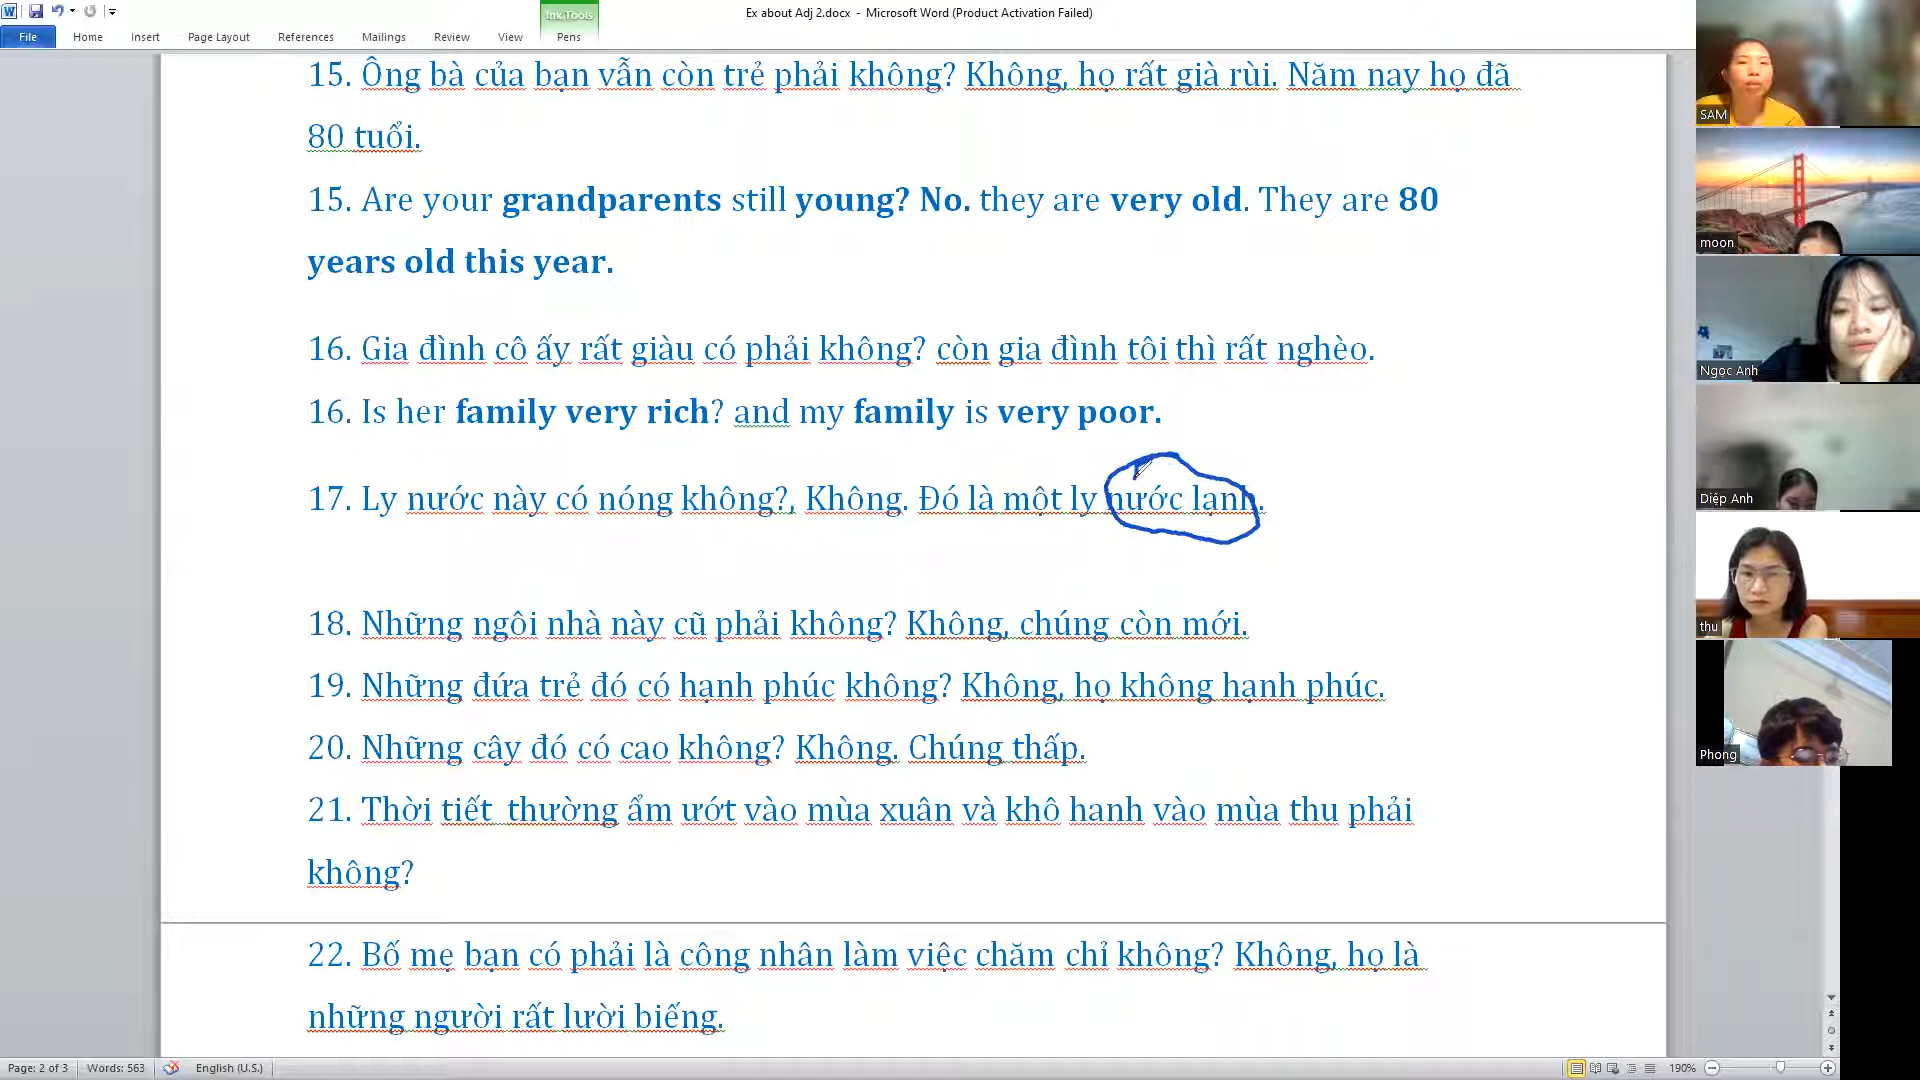 Ex about Adj 2.docx - Microsoft Word (Product Activation Failed)
Ink Tools
File Home Insert Page Layout References Mailings Review View Pens
15. Ông bà của bạn vẫn còn trẻ phải không? Không, họ rất già rùi. Năm nay họ đã
80 tuổi.
15. Are your grandparents still young? No. they are very old. They are 80
years old this year.
16. Gia đình cô ấy rất giàu có phải không? còn gia đình tôi thì rất nghèo.
16. Is her family very rich? and my family is very poor.
17. Ly nước này có nóng không?, Không. Đó là một ly nước lạnh.
18. Những ngôi nhà này cũ phải không? Không, chúng còn mới.
19. Những đứa trẻ đó có hạnh phúc không? Không, họ không hạnh phúc.
20. Những cây đó có cao không? Không. Chúng thấp.
21. Thời tiết thường ẩm ướt vào mùa xuân và khô hanh vào mùa thu phải
không?
22. Bố mẹ bạn có phải là công nhân làm việc chăm chỉ không? Không, họ là
những người rất lười biếng.
Page: 2 of 3 Words: 563 English (U.S.) 190%
SAM
moon
Ngọc Anh
Diệp Anh
thu
Phong